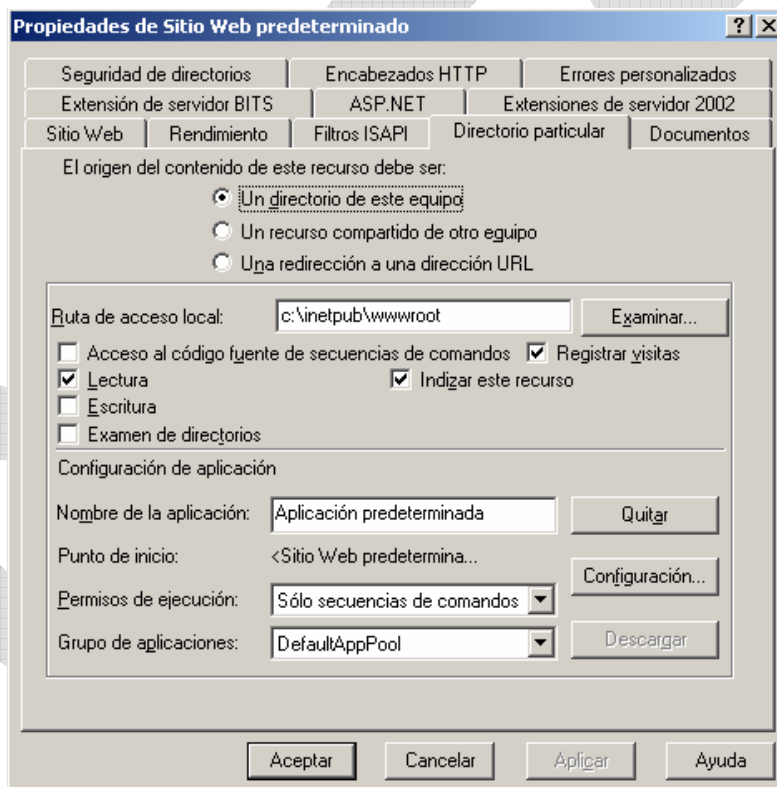 Propiedades de Sitio Web predeterminado
Seguridad de directorios Encabezados HTTP Errores personalizados
Extensión de servidor BITS ASP.NET Extensiones de servidor 2002
Sitio Web Rendimiento Filtros ISAPI Directorio particular Documentos
El origen del contenido de este recurso debe ser:
Un directorio de este equipo
Un recurso compartido de otro equipo
Una redirección a una dirección URL
Ruta de acceso local: c:\inetpub\wwwroot Examinar...
Acceso al código fuente de secuencias de comandos Registrar visitas
Lectura Indizar este recurso
Escritura
Examen de directorios
Configuración de aplicación
Nombre de la aplicación: Aplicación predeterminada Quitar
Punto de inicio: <Sitio Web predetermina...
Configuración...
Permisos de ejecución: Sólo secuencias de comandos
Grupo de aplicaciones: DefaultAppPool Descargar
Aceptar Cancelar Aplicar Ayuda